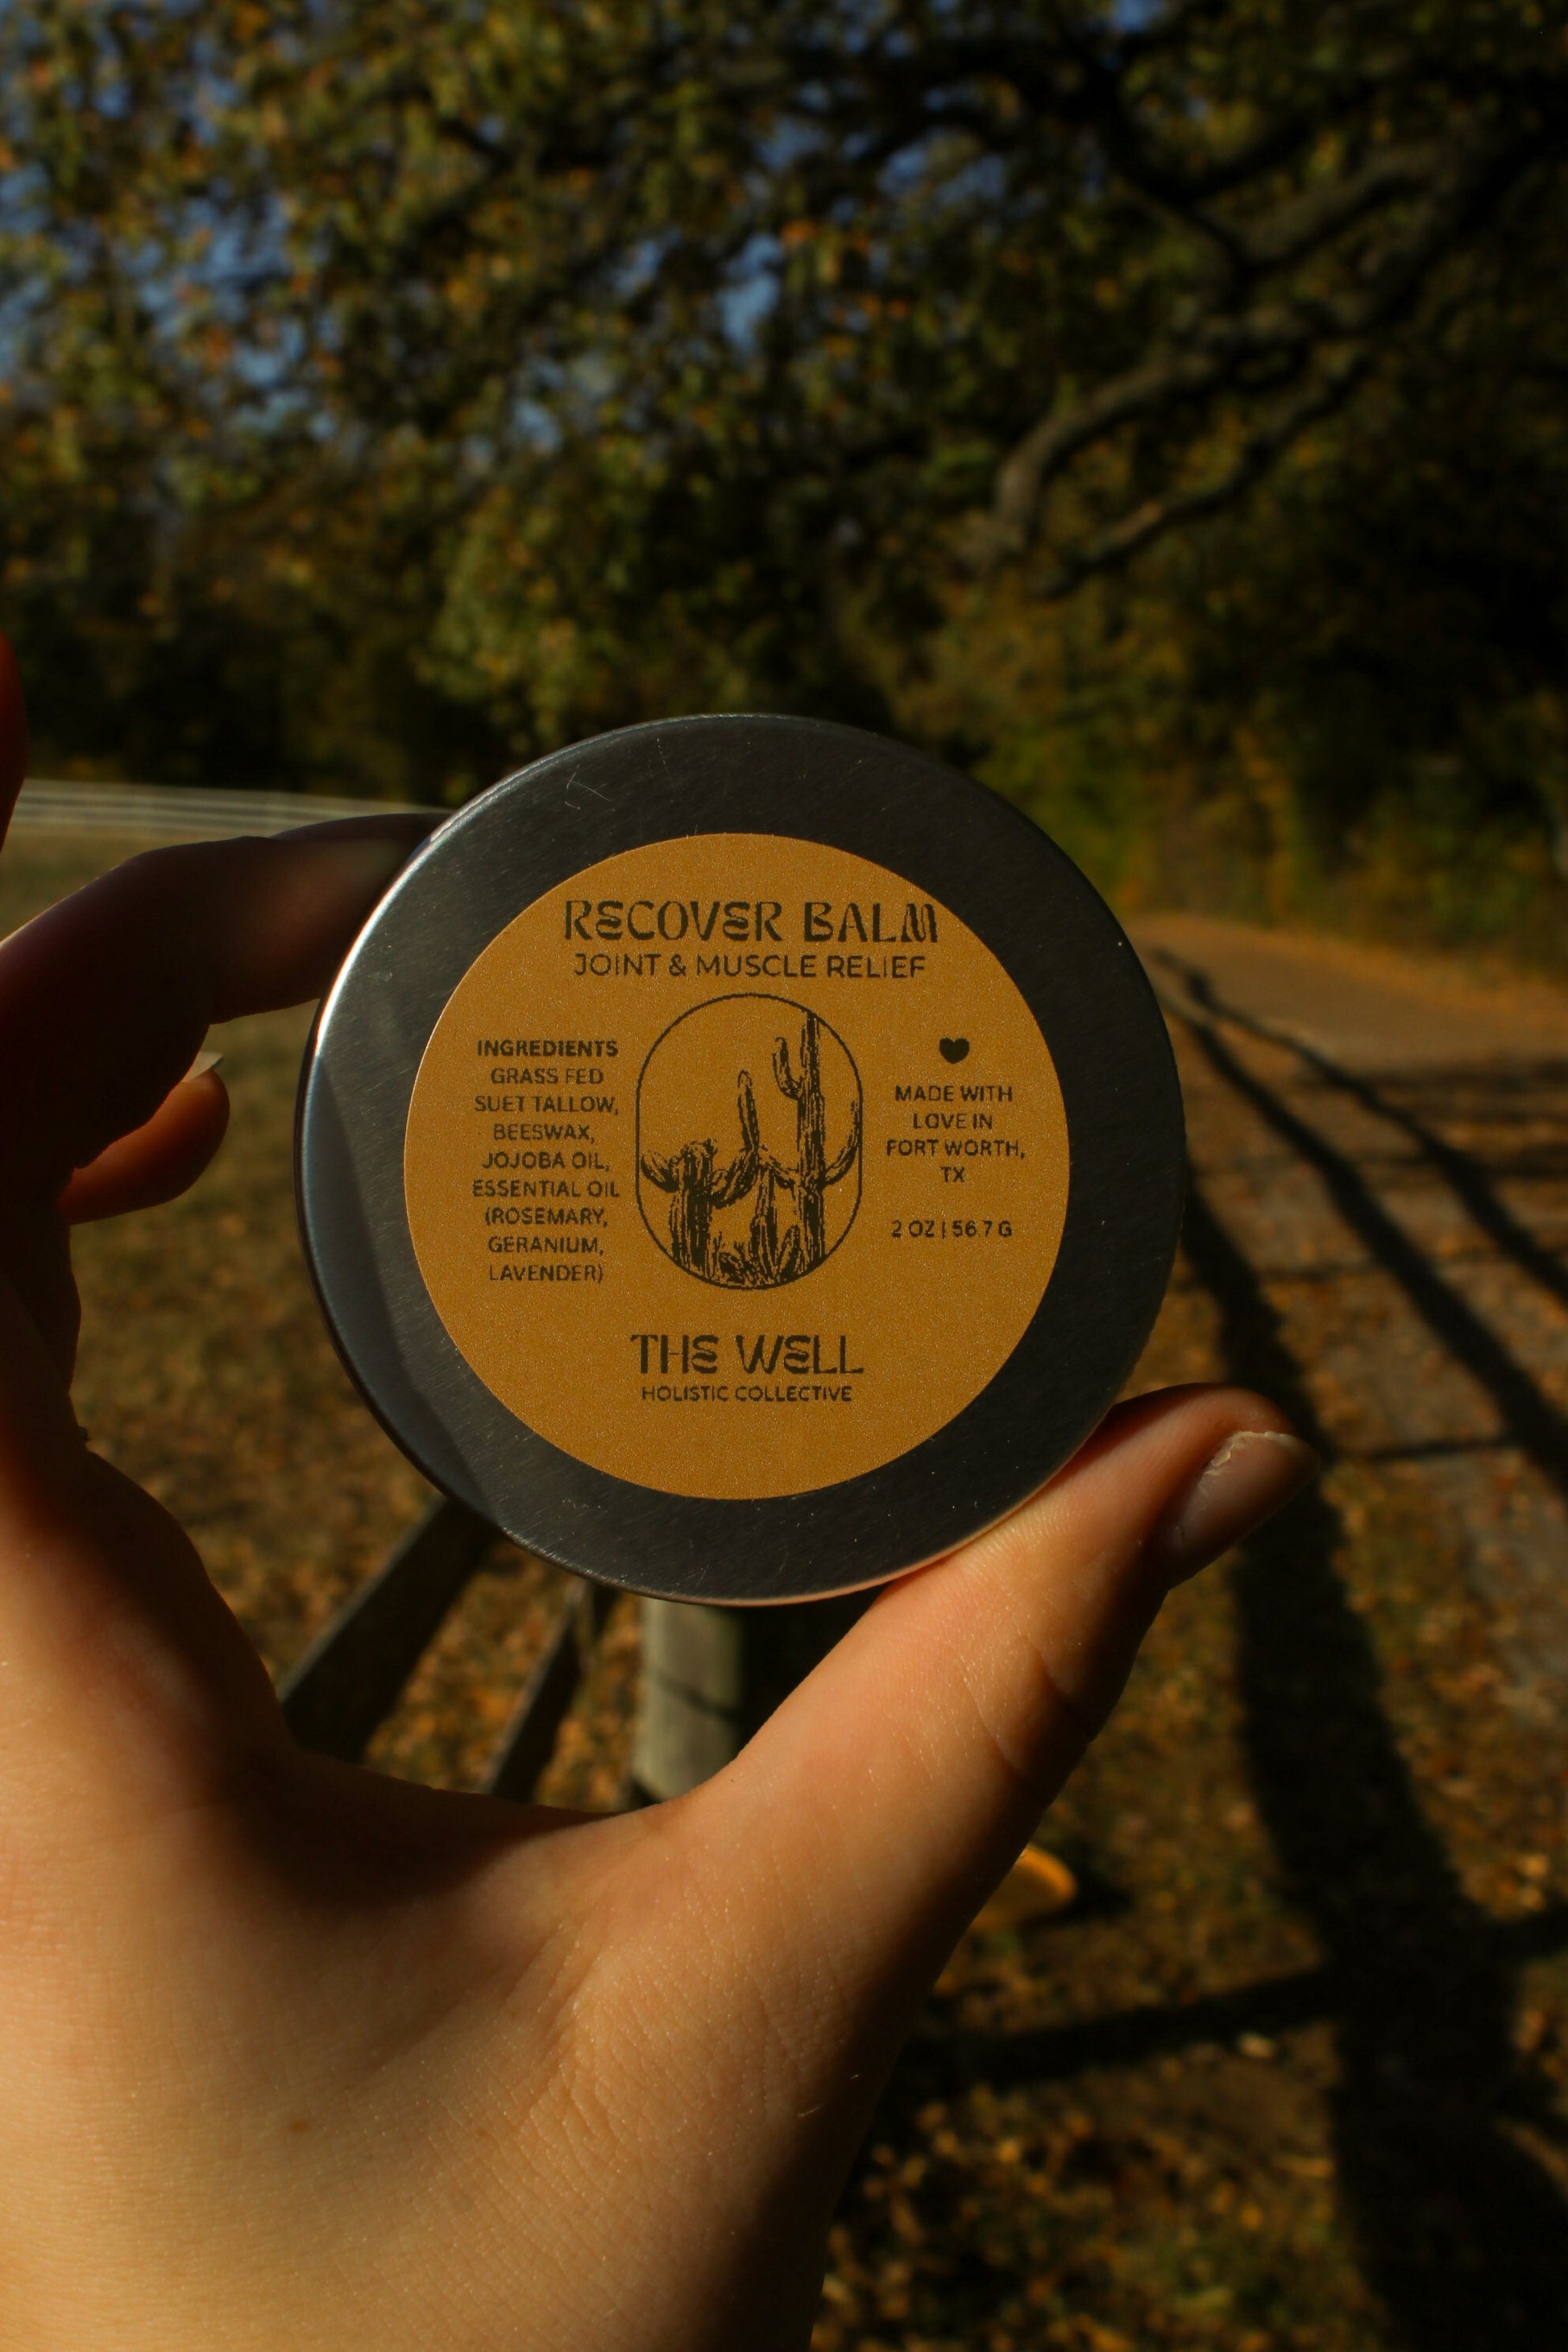 RECOVER BALM
JOINT & MUSCLE RELIEF
INGREDIENTS
GRASS FED
SUET TALLOW,
BEESWAX,
JOJOBA OIL,
ESSENTIAL OIL
(ROSEMARY,
GERANIUM,
LAVENDER)
MADE WITH
LOVE IN
FORT WORTH,
TX
2 OZ | 56.7 G
THE WELL
HOLISTIC COLLECTIVE